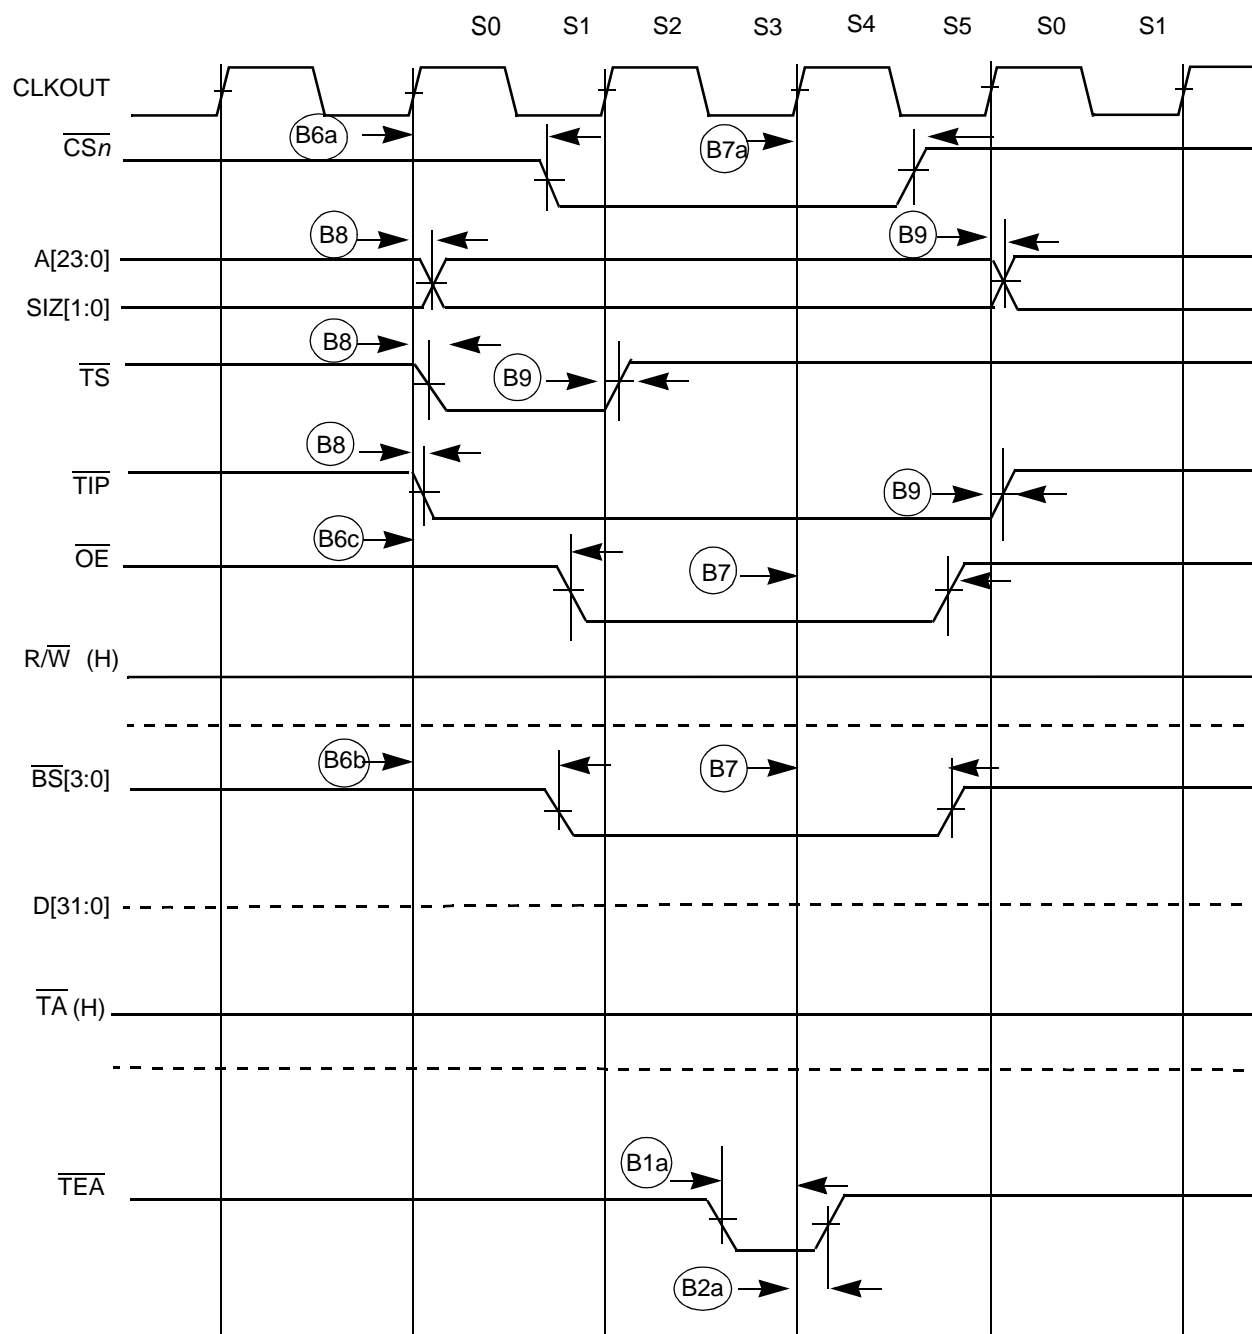 S0 S1 S2 S3 S4 S5 S0 S1
CLKOUT
B6a
B7a
CSn
B8
B9
A[23:0]
SIZ[1:0]
B8
B9
TS
B8
B9
TIP
B6c
OE
B7
R/W (H)
B6b
B7
BS[3:0]
D[31:0]
TA (H)
B1a
TEA
B2a